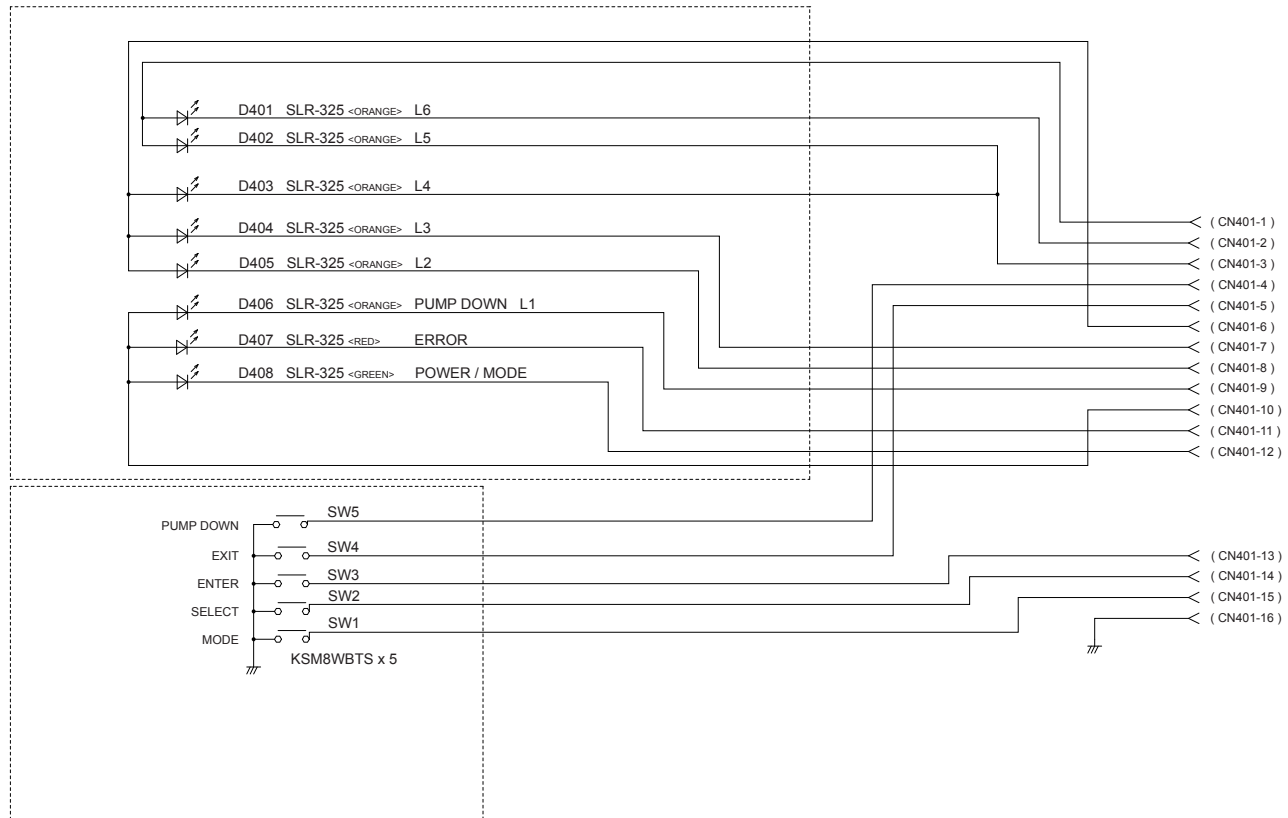 D401 SLR-325 <ORANGE> L6
D402 SLR-325 <ORANGE> L5
D403 SLR-325 <ORANGE> L4
D404 SLR-325 <ORANGE> L3
D405 SLR-325 <ORANGE> L2
D406 SLR-325 <ORANGE> PUMP DOWN L1
D407 SLR-325 <RED> ERROR
D408 SLR-325 <GREEN> POWER / MODE
( CN401-1 )
( CN401-2 )
( CN401-3 )
( CN401-4 )
( CN401-5 )
( CN401-6 )
( CN401-7 )
( CN401-8 )
( CN401-9 )
( CN401-10 )
( CN401-11 )
( CN401-12 )
PUMP DOWN SW5
EXIT SW4
ENTER SW3
SELECT SW2
MODE SW1
KSM8WBTS x 5
( CN401-13 )
( CN401-14 )
( CN401-15 )
( CN401-16 )